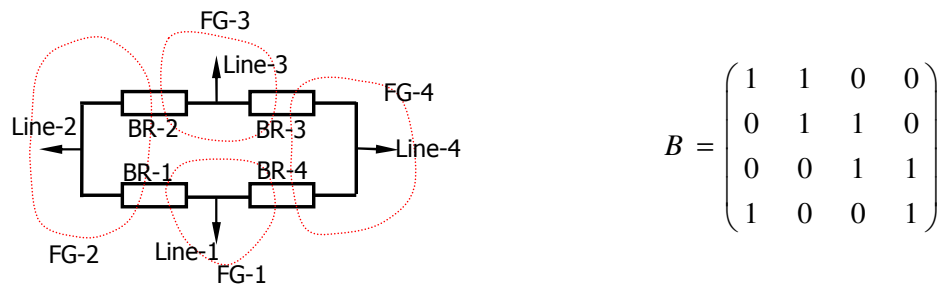 FG-3
Line-3
FG-4
Line-2
BR-2
BR-3
Line-4
BR-1
BR-4
FG-2
Line-1
FG-1
B = ( 1 1 0 0
0 1 1 0
0 0 1 1
1 0 0 1 )